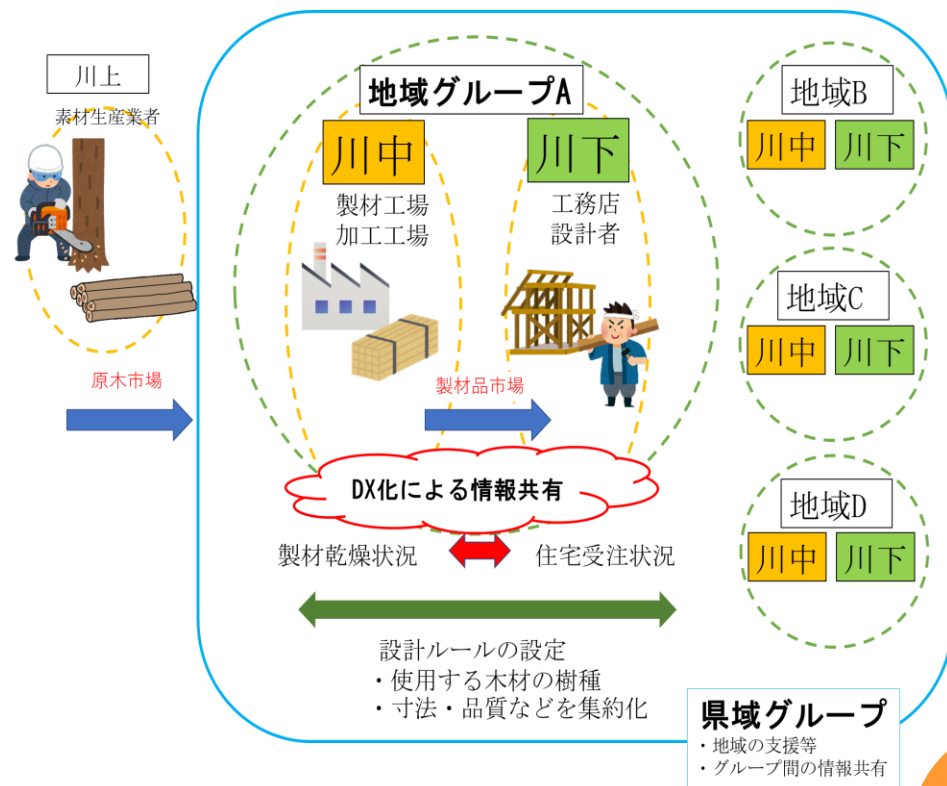 川上
素材生産業者
原木市場
地域グループA
川中
製材工場
加工工場
川下
工務店
設計者
製材品市場
DX化による情報共有
製材乾燥状況
住宅受注状況
設計ルールの設定
・使用する木材の樹種
・寸法・品質などを集約化
地域B
川中 川下
地域C
川中 川下
地域D
川中 川下
県域グループ
・地域の支援等
・グループ間の情報共有